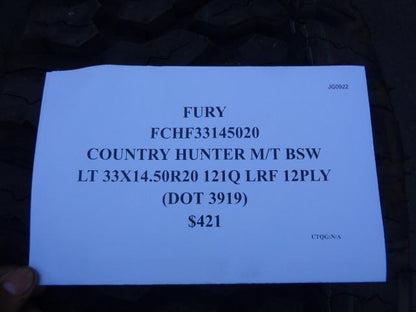 JG0922
FURY
FCHF33145020
COUNTRY HUNTER M/T BSW
LT 33X14.50R20 121Q LRF 12PLY
(DOT 3919)
$421
UTQG:N/A